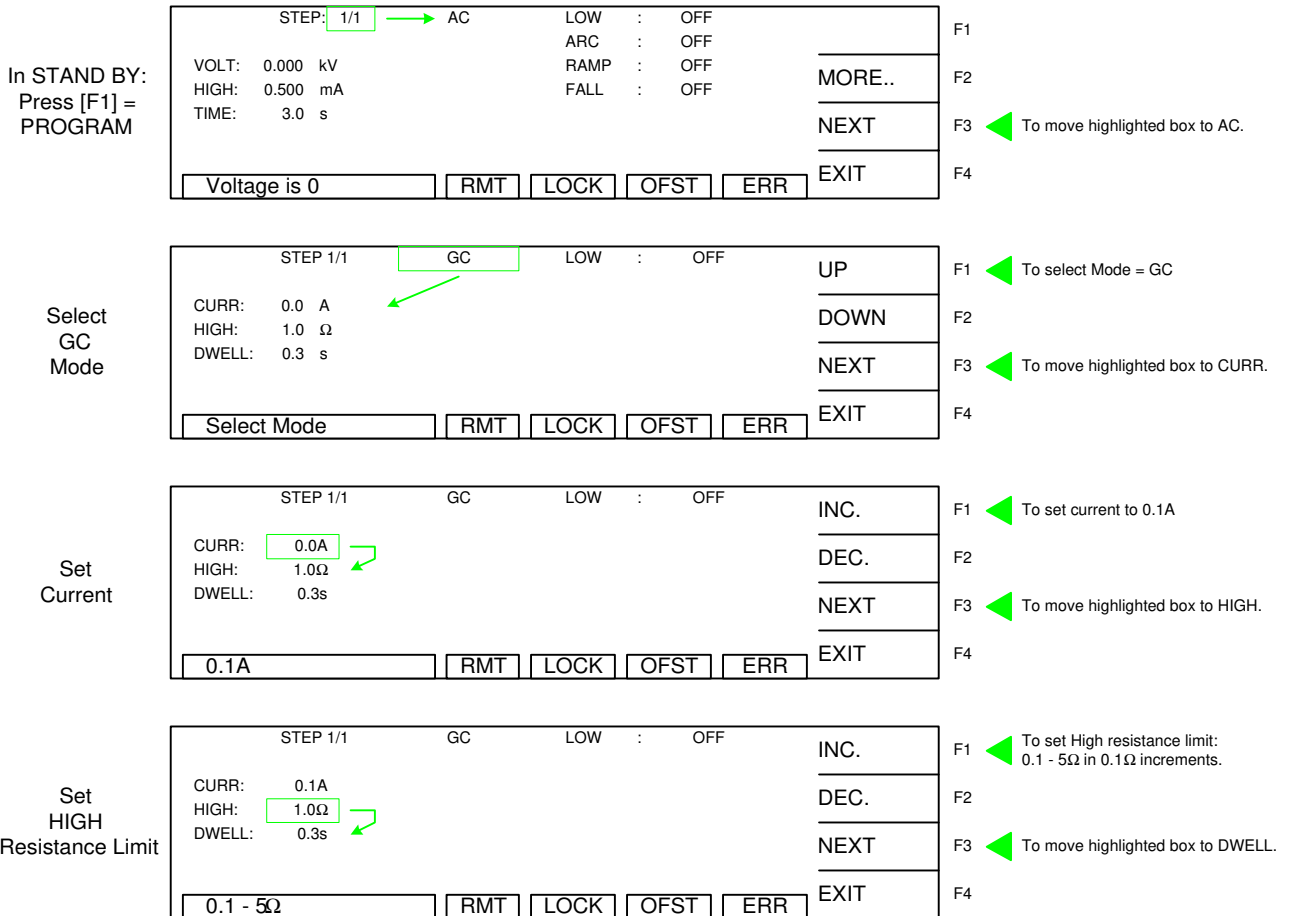 In STAND BY:
Press [F1] =
PROGRAM
STEP: 1/1 AC LOW : OFF
ARC : OFF
VOLT: 0.000 kV RAMP : OFF
HIGH: 0.500 mA FALL : OFF
TIME: 3.0 s
Voltage is 0 RMT LOCK OFST ERR
F1
MORE.. F2
NEXT F3 To move highlighted box to AC.
EXIT F4
Select
GC
Mode
STEP 1/1 GC LOW : OFF
CURR: 0.0 A
HIGH: 1.0 Ω
DWELL: 0.3 s
Select Mode RMT LOCK OFST ERR
UP F1 To select Mode = GC
DOWN F2
NEXT F3 To move highlighted box to CURR.
EXIT F4
Set
Current
STEP 1/1 GC LOW : OFF
CURR: 0.0A
HIGH: 1.0Ω
DWELL: 0.3s
0.1A RMT LOCK OFST ERR
INC. F1 To set current to 0.1A
DEC. F2
NEXT F3 To move highlighted box to HIGH.
EXIT F4
Set
HIGH
Resistance Limit
STEP 1/1 GC LOW : OFF
CURR: 0.1A
HIGH: 1.0Ω
DWELL: 0.3s
0.1 - 5Ω RMT LOCK OFST ERR
INC. F1 To set High resistance limit:
0.1 - 5Ω in 0.1Ω increments.
DEC. F2
NEXT F3 To move highlighted box to DWELL.
EXIT F4